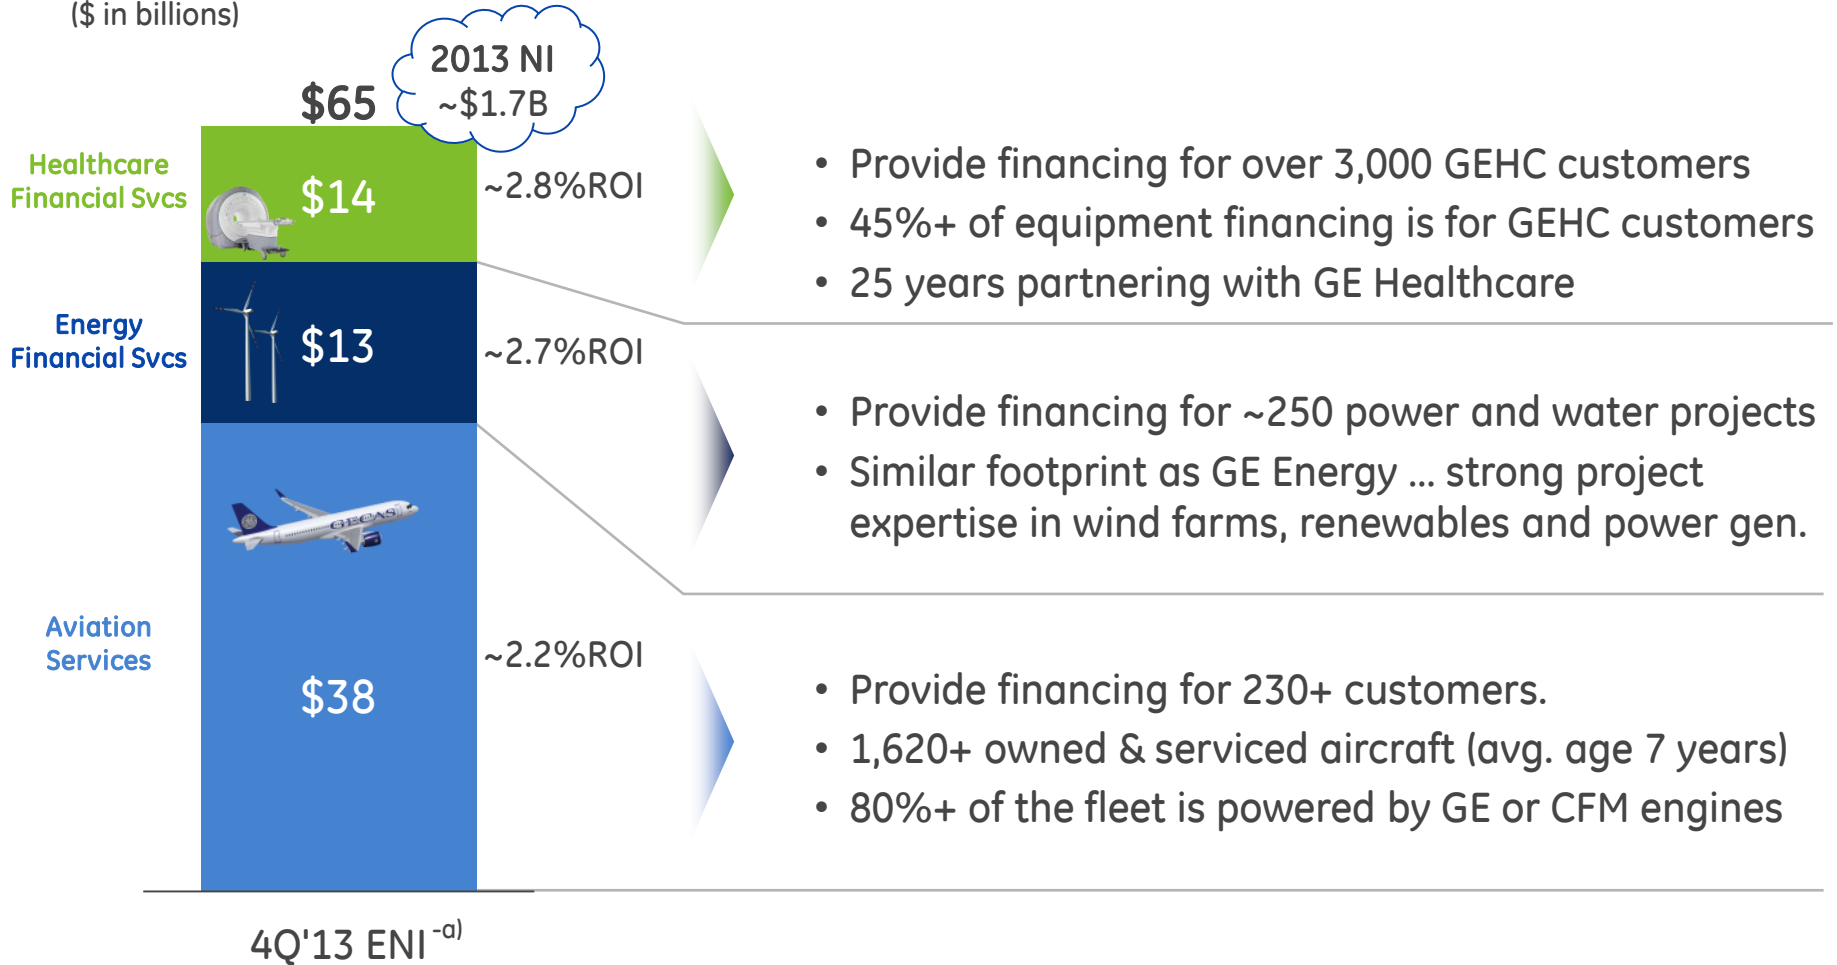 ($ in billions)
2013 NI
~$1.7B
$65
Healthcare
Financial Svcs
$14
~2.8%ROI
• Provide financing for over 3,000 GEHC customers
• 45%+ of equipment financing is for GEHC customers
• 25 years partnering with GE Healthcare
Energy
Financial Svcs
$13
~2.7%ROI
• Provide financing for ~250 power and water projects
• Similar footprint as GE Energy ... strong project
expertise in wind farms, renewables and power gen.
GECAS
Aviation
Services
$38
~2.2%ROI
• Provide financing for 230+ customers.
• 1,620+ owned & serviced aircraft (avg. age 7 years)
• 80%+ of the fleet is powered by GE or CFM engines
4Q'13 ENI -a)